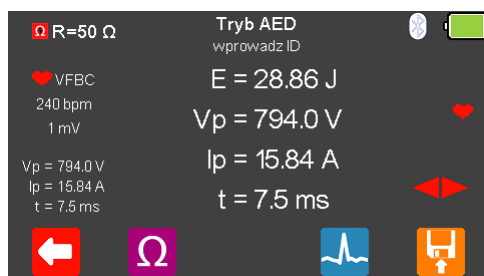 Ω R=50 Ω
Tryb AED
wprowadz ID
VFBC
240 bpm
1 mV
E = 28.86 J
Vp = 794.0 V
Ip = 15.84 A
t = 7.5 ms
Vp = 794.0 V
Ip = 15.84 A
t = 7.5 ms
Ω